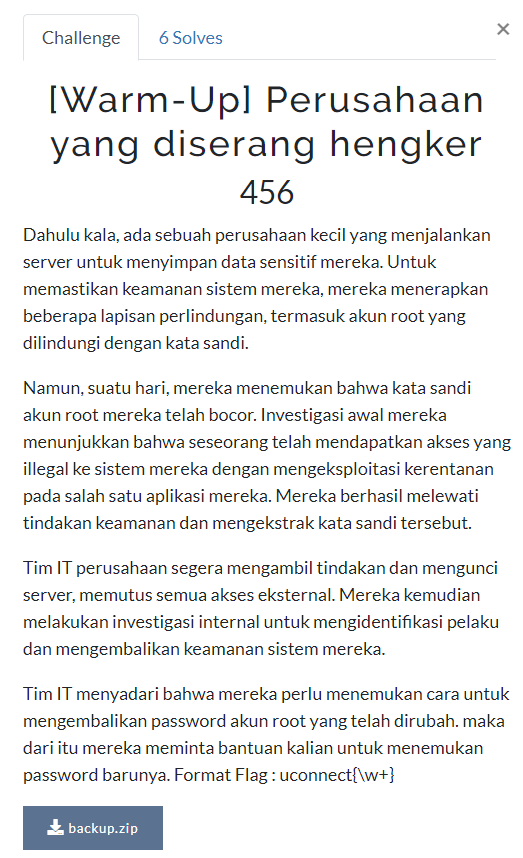 Challenge
6 Solves
×
[Warm-Up] Perusahaan
yang diserang hengker
456
Dahulu kala, ada sebuah perusahaan kecil yang menjalankan
server untuk menyimpan data sensitif mereka. Untuk
memastikan keamanan sistem mereka, mereka menerapkan
beberapa lapisan perlindungan, termasuk akun root yang
dilindungi dengan kata sandi.
Namun, suatu hari, mereka menemukan bahwa kata sandi
akun root mereka telah bocor. Investigasi awal mereka
menunjukkan bahwa seseorang telah mendapatkan akses yang
illegal ke sistem mereka dengan mengeksploitasi kerentanan
pada salah satu aplikasi mereka. Mereka berhasil melewati
tindakan keamanan dan mengekstrak kata sandi tersebut.
Tim IT perusahaan segera mengambil tindakan dan mengunci
server, memutus semua akses eksternal. Mereka kemudian
melakukan investigasi internal untuk mengidentifikasi pelaku
dan mengembalikan keamanan sistem mereka.
Tim IT menyadari bahwa mereka perlu menemukan cara untuk
mengembalikan password akun root yang telah dirubah. maka
dari itu mereka meminta bantuan kalian untuk menemukan
password barunya. Format Flag : uconnect{\w+}
backup.zip